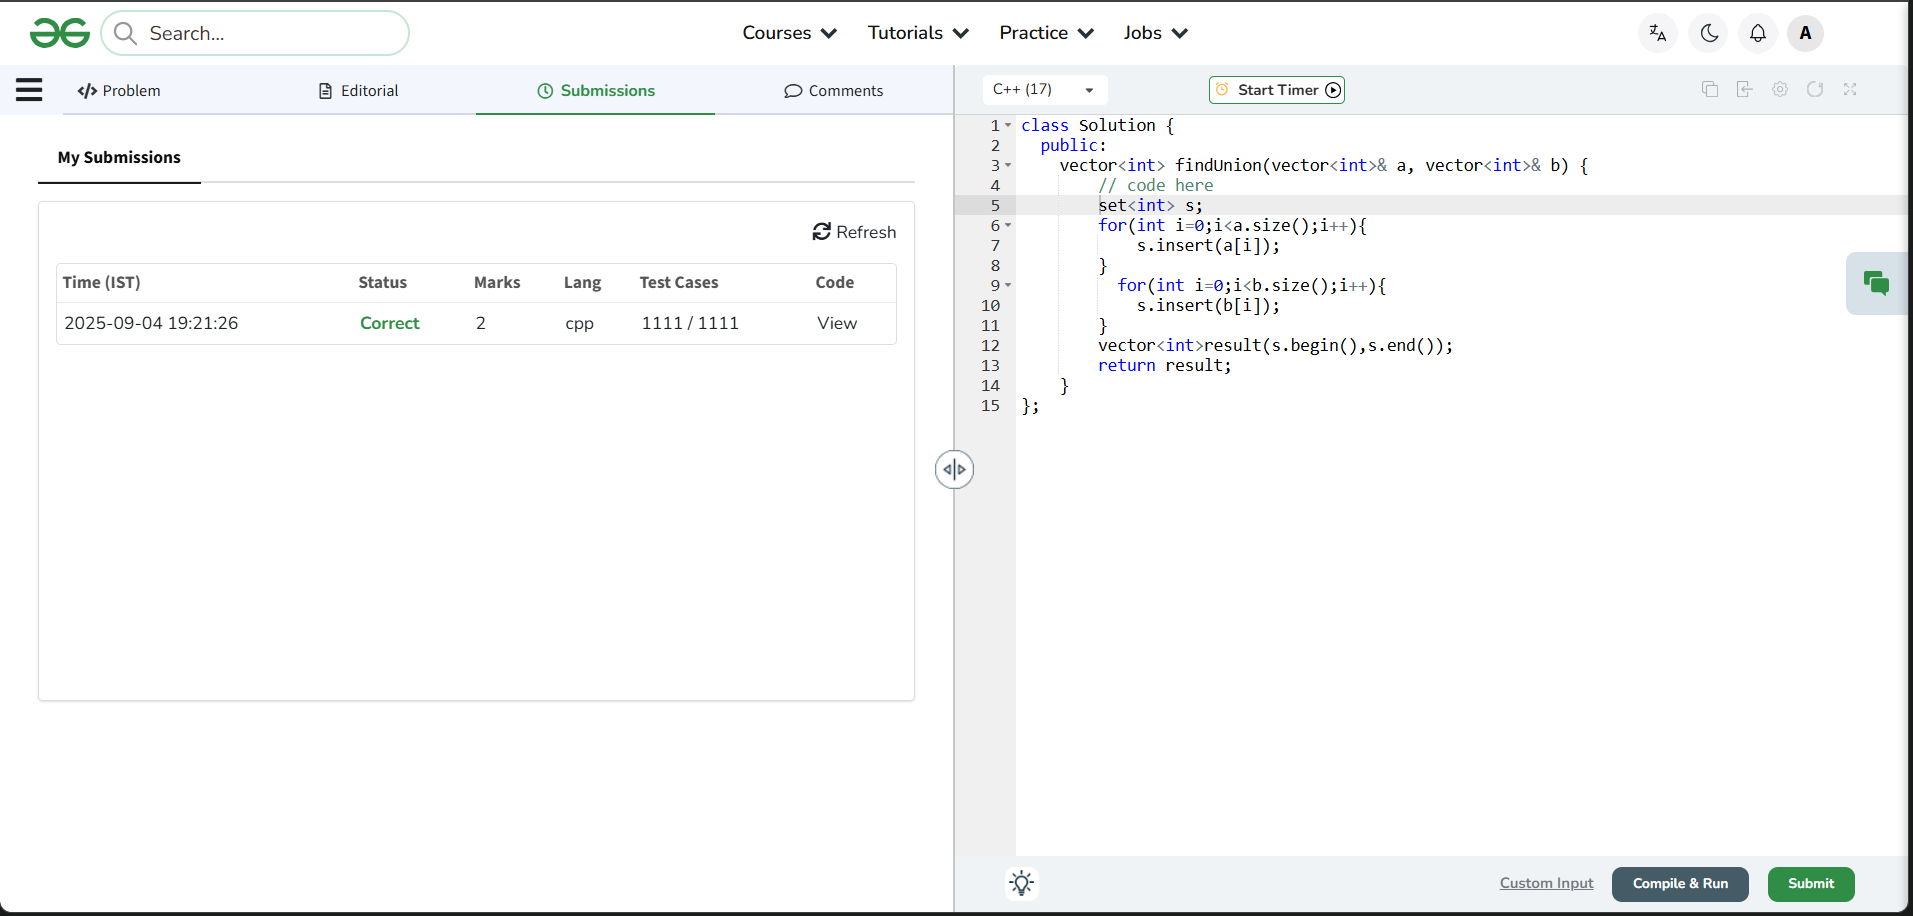 Search...
Courses Tutorials Practice Jobs A
Problem Editorial Submissions Comments
C++ (17) Start Timer
My Submissions
Refresh
Time (IST) Status Marks Lang Test Cases Code
2025-09-04 19:21:26 Correct 2 cpp 1111 / 1111 View
1 class Solution {
2 public:
3 vector<int> findUnion(vector<int>& a, vector<int>& b) {
4 // code here
5 set<int> s;
6 for(int i=0;i<a.size();i++){
7 s.insert(a[i]);
8 }
9 for(int i=0;i<b.size();i++){
10 s.insert(b[i]);
11 }
12 vector<int>result(s.begin(),s.end());
13 return result;
14 }
15 };
Custom Input Compile & Run Submit